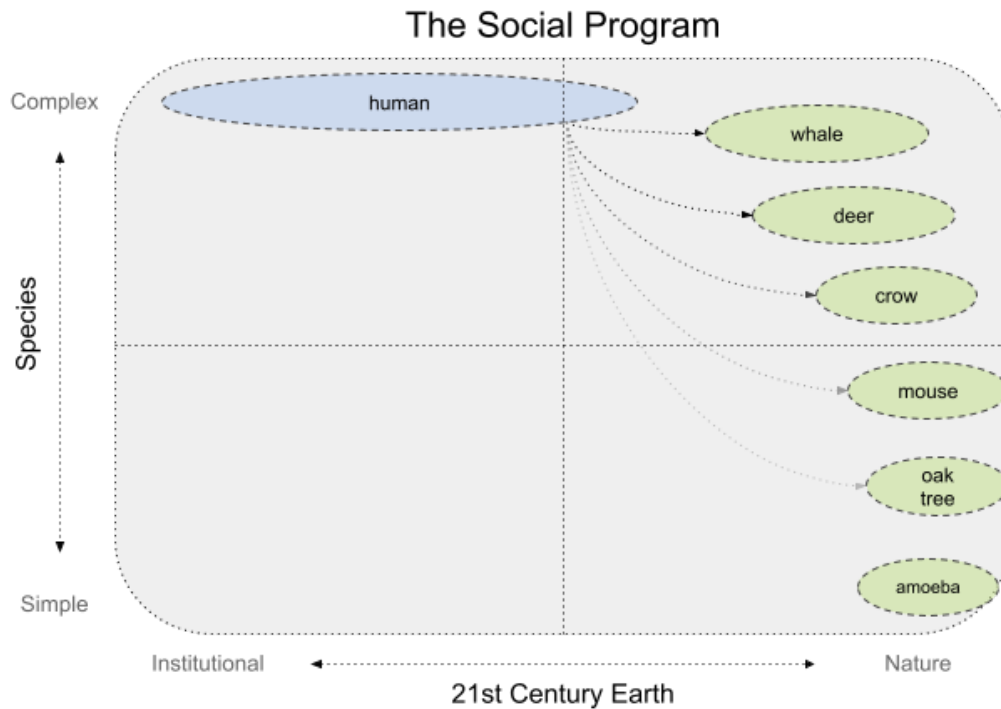 The Social Program
Complex
human
whale
deer
crow
Species
mouse
oak
tree
amoeba
Simple
Institutional
Nature
21st Century Earth